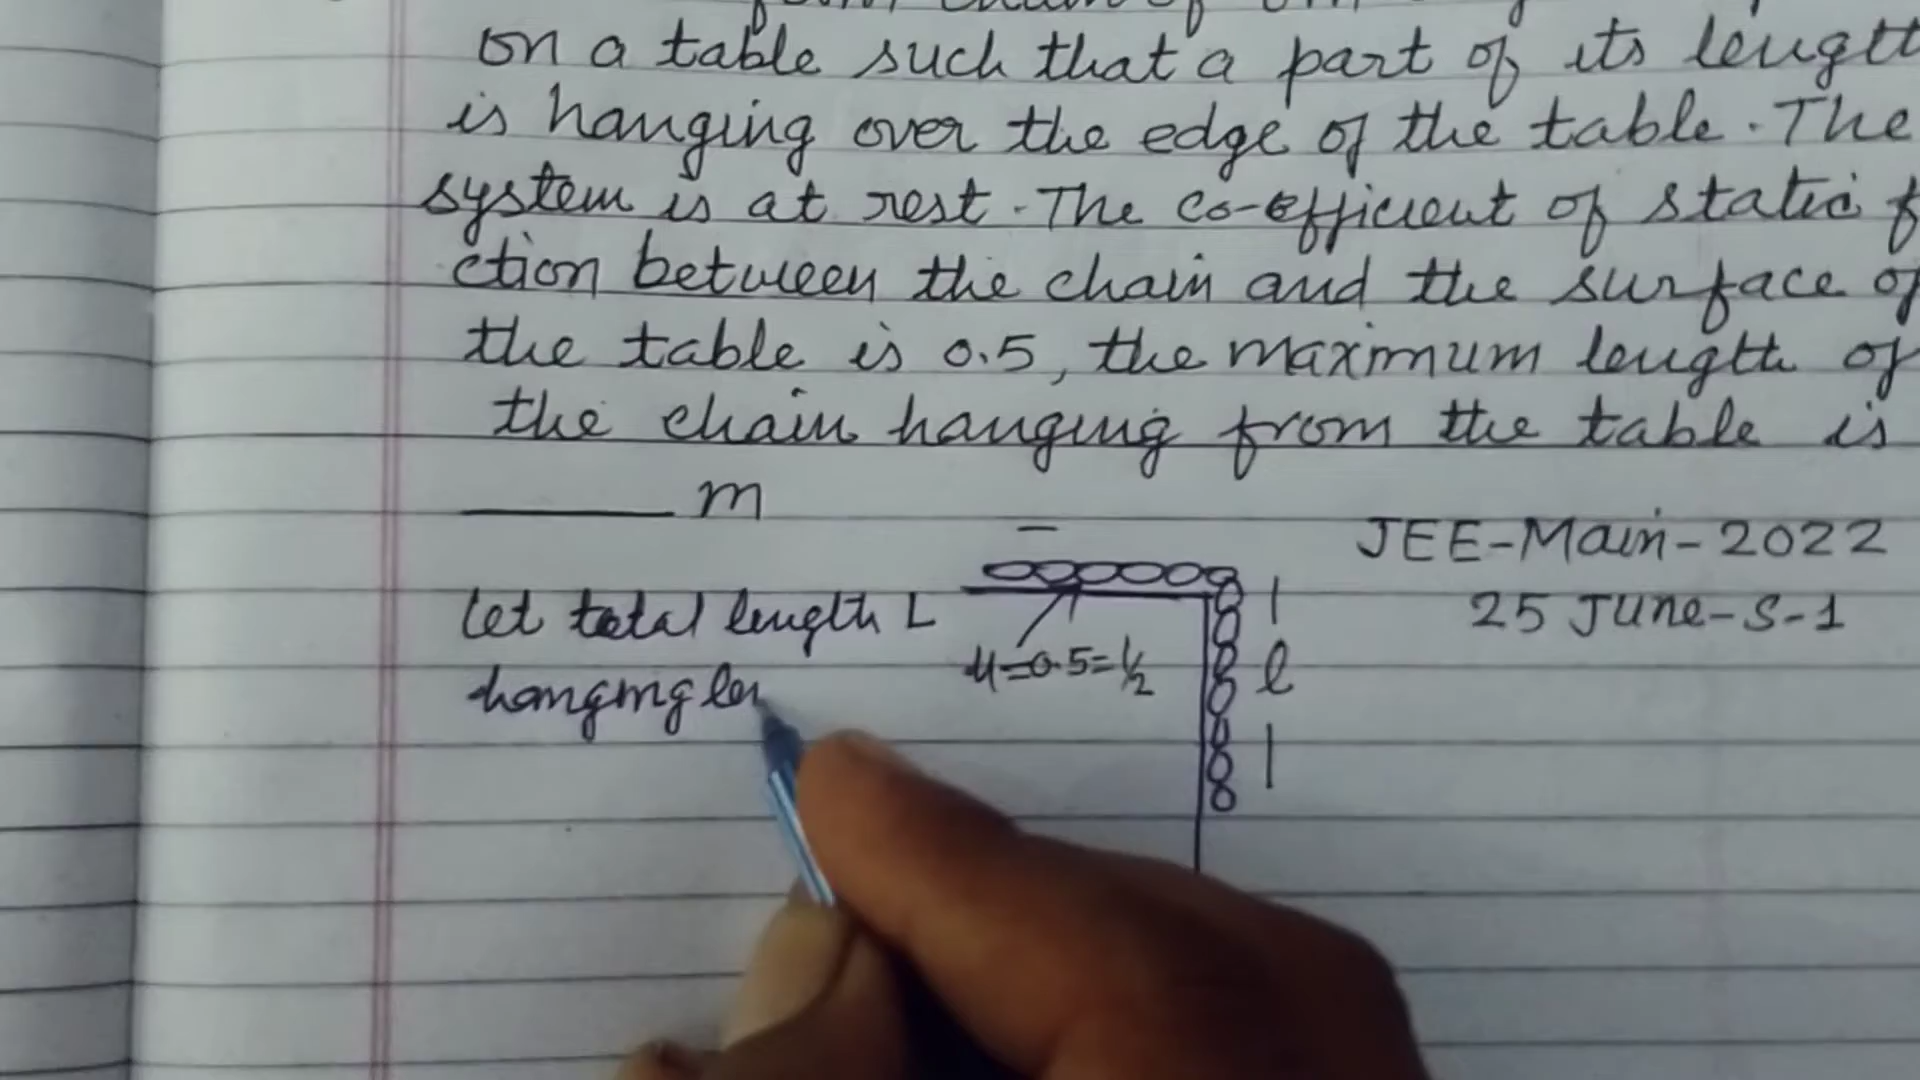 on a table such that a part of its length
is hanging over the edge of the table. The
system is at rest. The co-efficient of static f
ction between the chain and the surface of
the table is 0.5, the maximum length of
the chain hanging from the table is
______ m
JEE-Main-2022
25 June-S-1
Let total length L
μ=0.5=½
l
hanging len